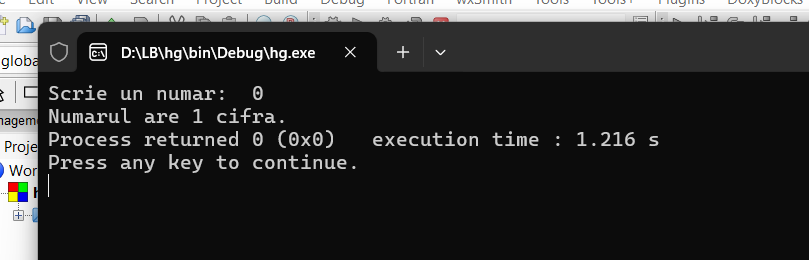 View Search Project Build Debug Fortran wxSmith Tools Tools+ Plugins DoxyBlocks
D:\LB\hg\bin\Debug\hg.exe
globa
Scrie un numar:  0
Numarul are 1 cifra.
Process returned 0 (0x0)   execution time : 1.216 s
Press any key to continue.
nageme
Proje
Wor
h